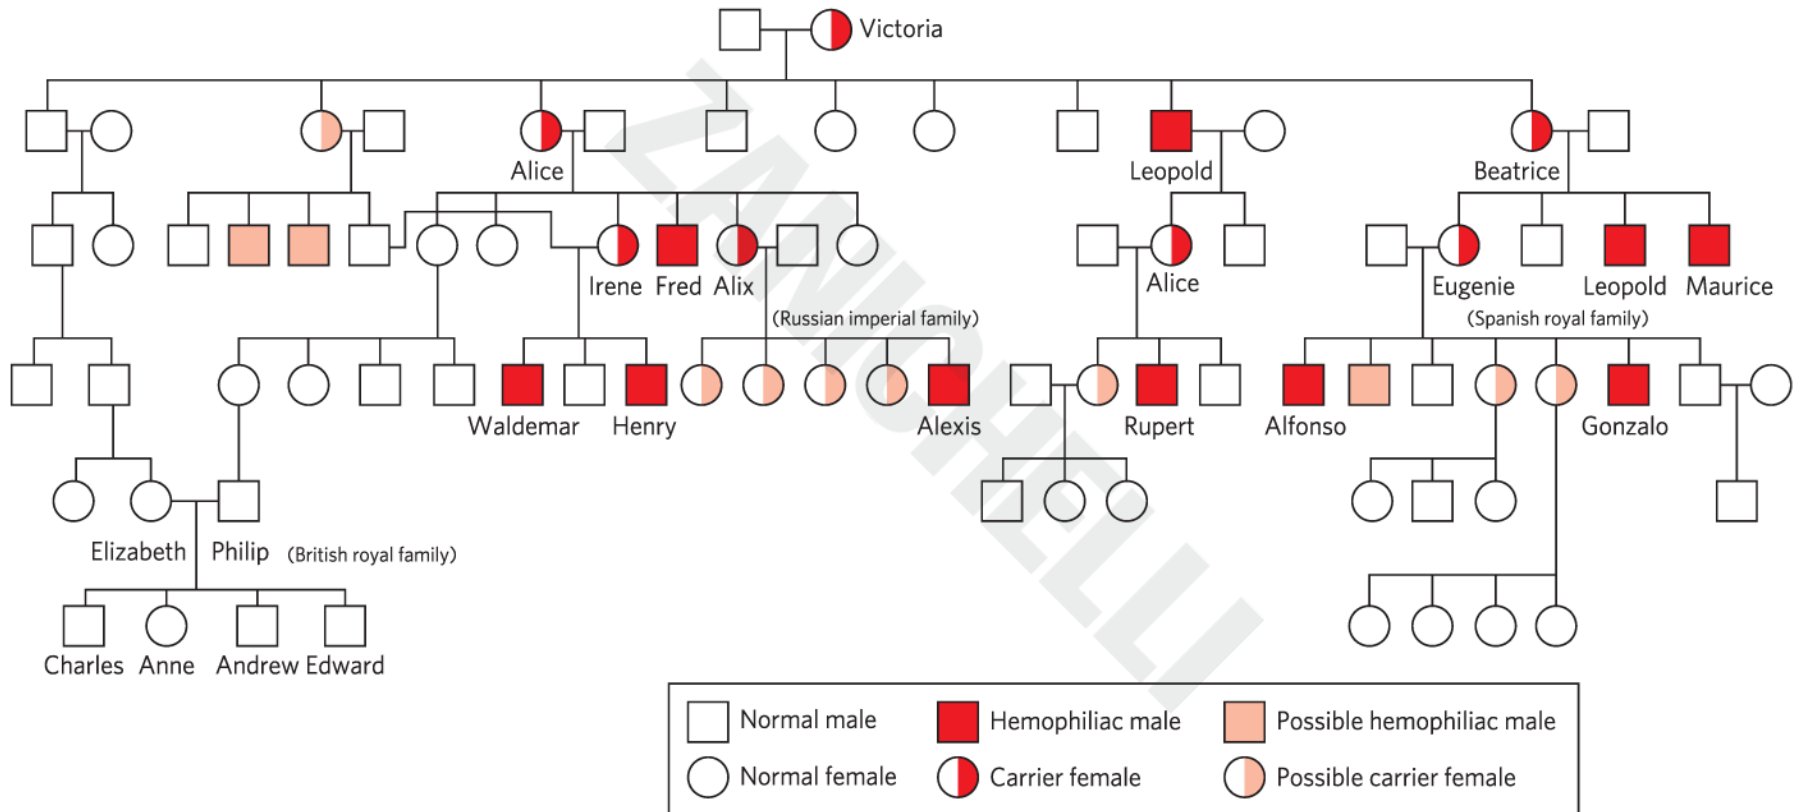 Victoria
Alice
Leopold
Beatrice
Irene Fred Alix
Alice
Eugenie
Leopold
Maurice
(Russian imperial family)
(Spanish royal family)
Waldemar
Henry
Alexis
Rupert
Alfonso
Gonzalo
Elizabeth
Philip
(British royal family)
Charles Anne Andrew Edward
ZANICHELLI
Normal male
Hemophiliac male
Possible hemophiliac male
Normal female
Carrier female
Possible carrier female